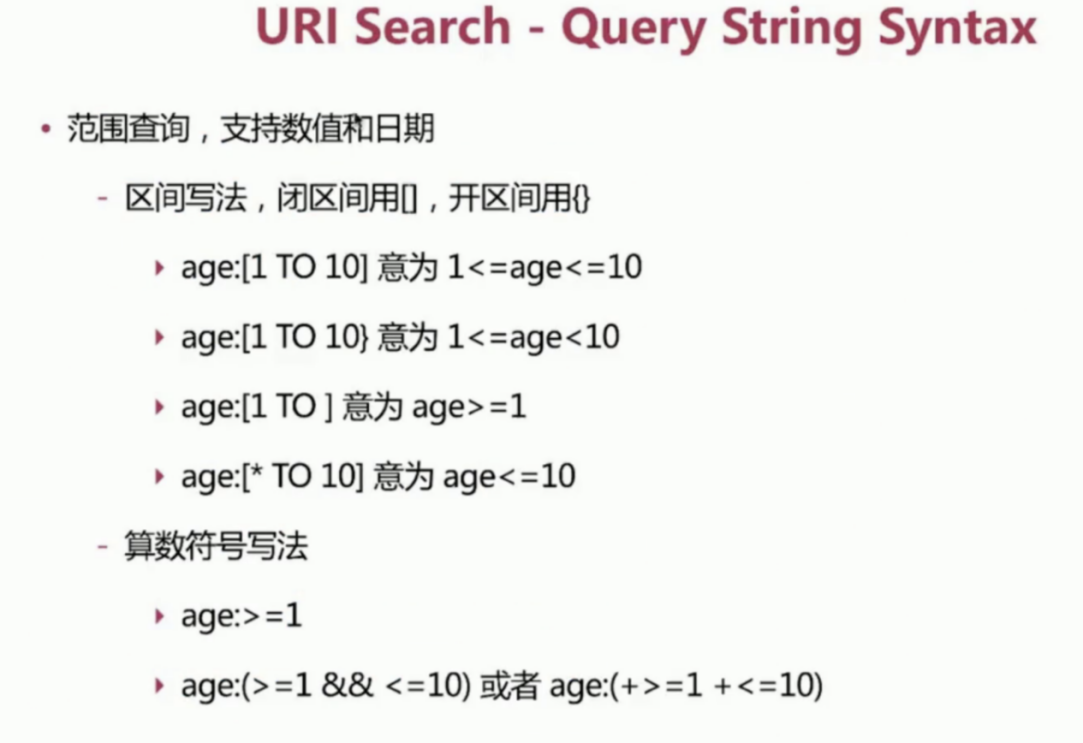 URI Search - Query String Syntax
• 范围查询，支持数值和日期
- 区间写法，闭区间用[]，开区间用{}
age:[1 TO 10] 意为 1<=age<=10
age:[1 TO 10} 意为 1<=age<10
age:[1 TO ] 意为 age>=1
age:[* TO 10] 意为 age<=10
- 算数符号写法
age:>=1
age:(>=1 && <=10) 或者 age:(+>=1 +<=10)